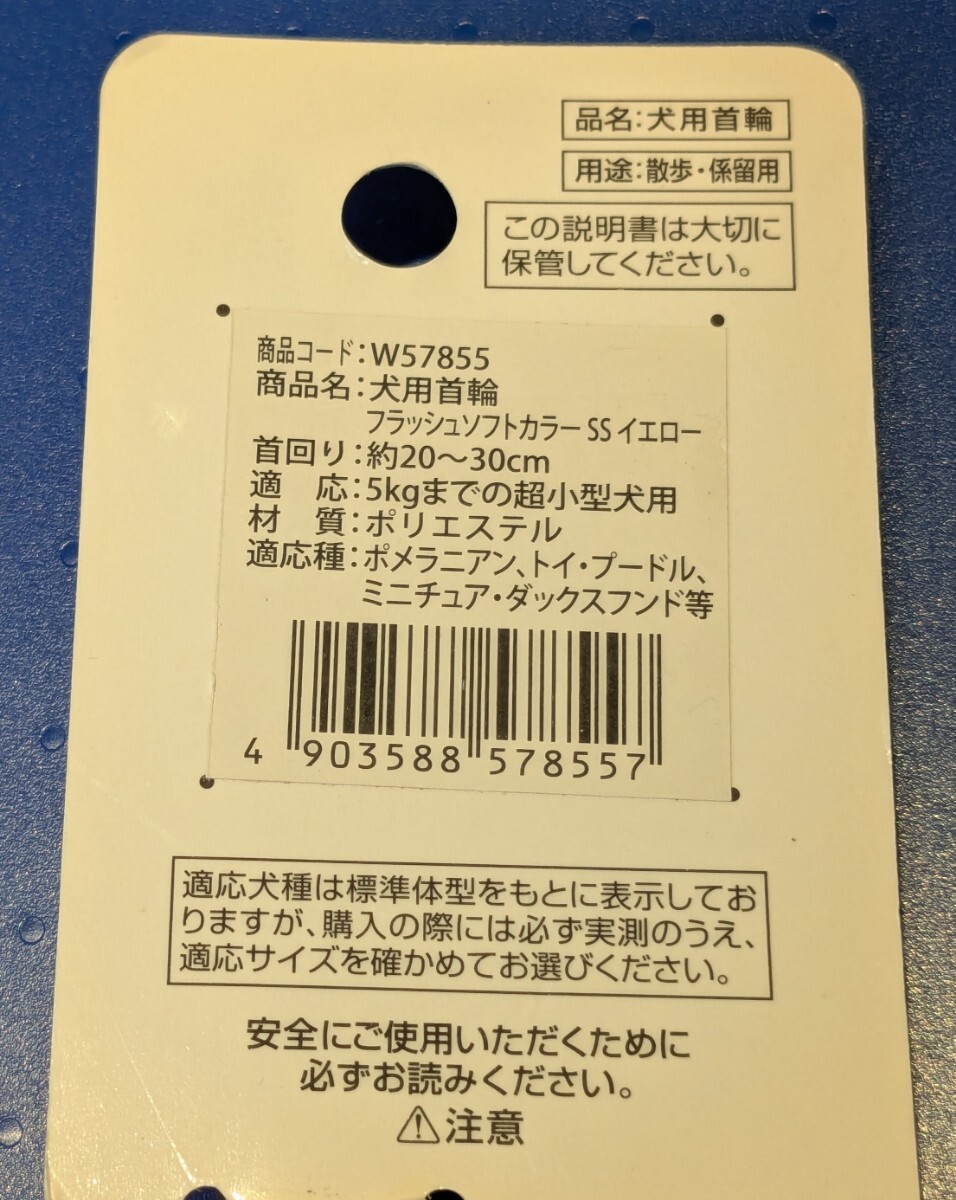 品名:犬用首輪
用途:散歩・係留用
この説明書は大切に
保管してください。
商品コード:W57855
商品名:犬用首輪
フラッシュソフトカラー SS イエロー
首回り:約20〜30cm
適 応:5kgまでの超小型犬用
材 質:ポリエステル
適応種:ポメラニアン、トイ・プードル、
ミニチュア・ダックスフンド等
4 903588 578557
適応犬種は標準体型をもとに表示してお
りますが、購入の際には必ず実測のうえ、
適応サイズを確かめてお選びください。
安全にご使用いただくために
必ずお読みください。
⚠注意